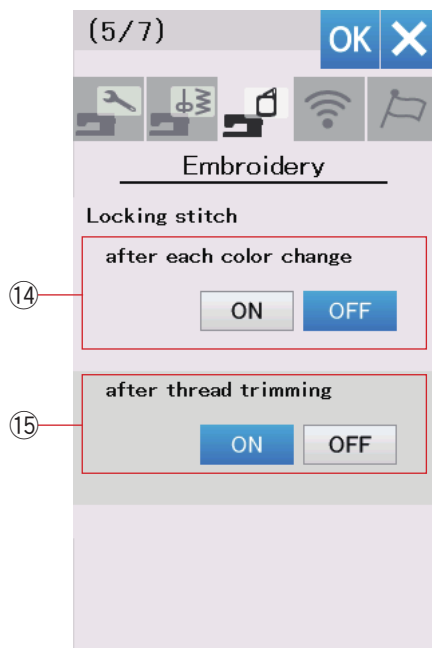 (5/7)
OK
Embroidery
Locking stitch
after each color change
⑭
ON OFF
after thread trimming
⑮
ON OFF